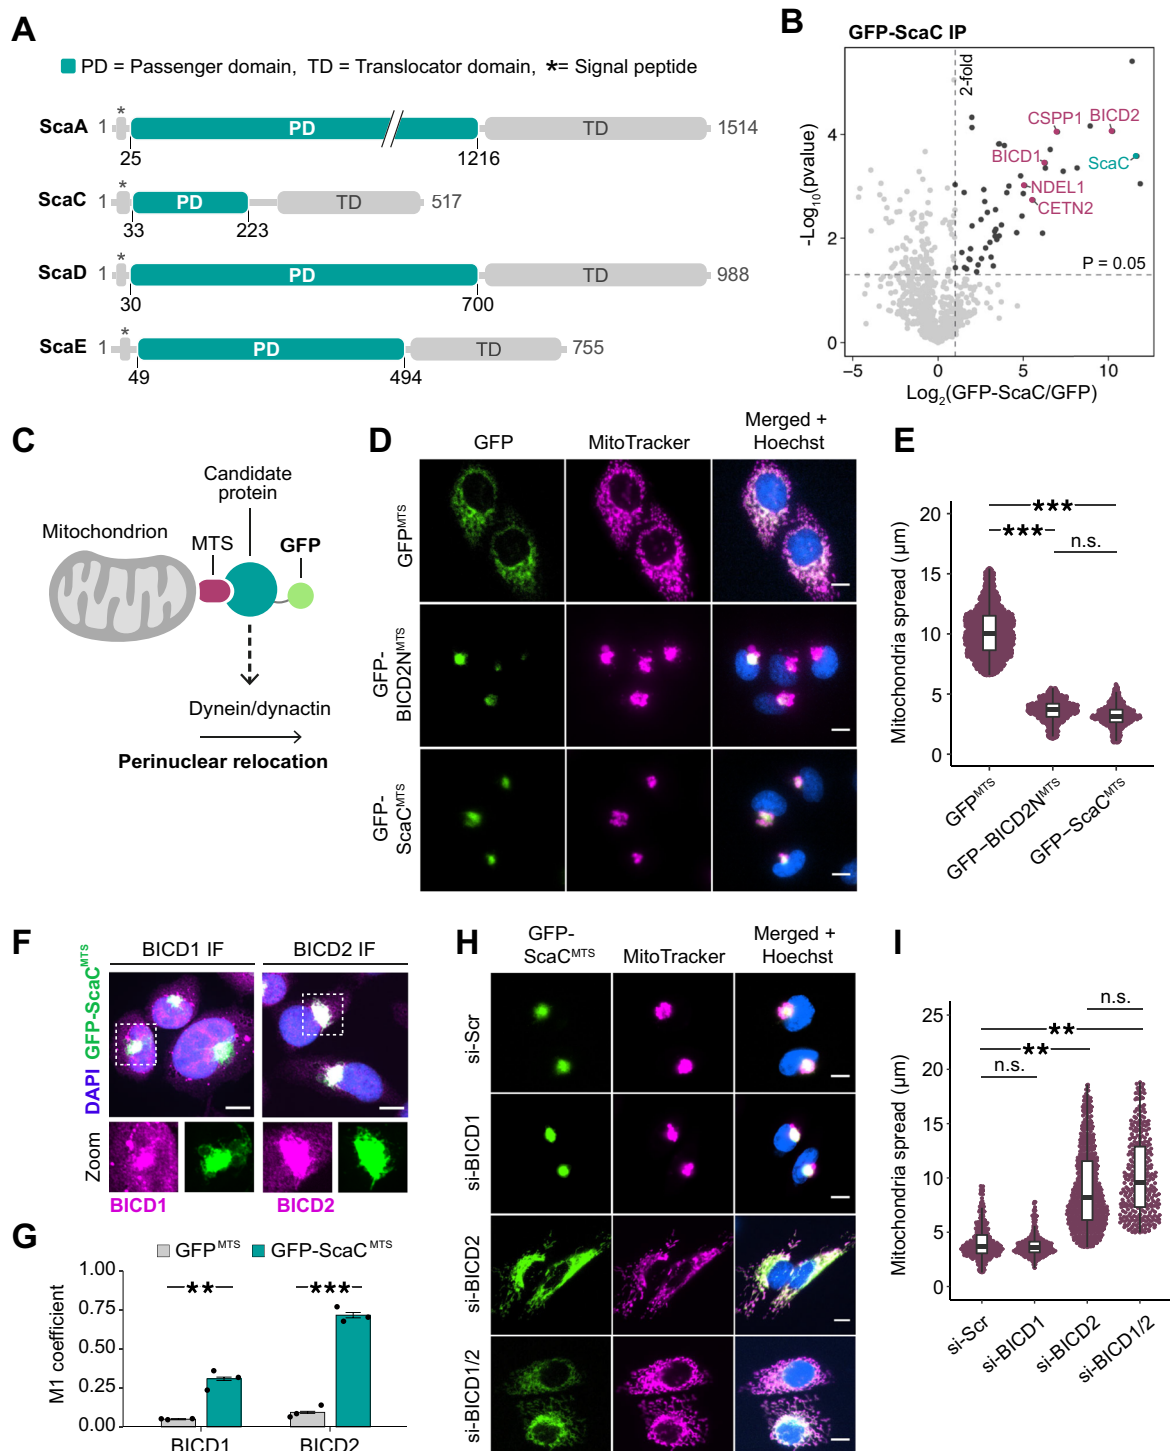 A
PD = Passenger domain, TD = Translocator domain, *= Signal peptide
*
ScaA 1 PD TD 1514
25 1216
*
ScaC 1 PD TD 517
33 223
*
ScaD 1 PD TD 988
30 700
*
ScaE 1 PD TD 755
49 494
B
GFP-ScaC IP
2-fold
CSPP1 BICD2
BICD1 ScaC
NDEL1
CETN2
P = 0.05
-Log10(pvalue)
4
2
0
−5 0 5 10
Log2(GFP-ScaC/GFP)
C
Candidate
protein
Mitochondrion
MTS GFP
Dynein/dynactin
Perinuclear relocation
D
GFP MitoTracker Merged +
Hoechst
GFPMTS
GFP-
BICD2NMTS
GFP-
ScaCMTS
E
Mitochondria spread (µm)
20
15
10
5
0
***
***
n.s.
GFPMTS
GFP−BICD2NMTS
GFP−ScaCMTS
F
BICD1 IF BICD2 IF
DAPI GFP-ScaCMTS
Zoom
BICD1 BICD2
G
GFPMTS GFP-ScaCMTS
M1 coefficient
1.00
0.75
0.50
0.25
0.00
** ***
BICD1 BICD2
H
GFP-
ScaCMTS MitoTracker Merged +
Hoechst
si-Scr
si-BICD1
si-BICD2
si-BICD1/2
I
Mitochondria spread (µm)
25
20
15
10
5
0
n.s.
**
**
n.s.
si-Scr
si-BICD1
si-BICD2
si-BICD1/2